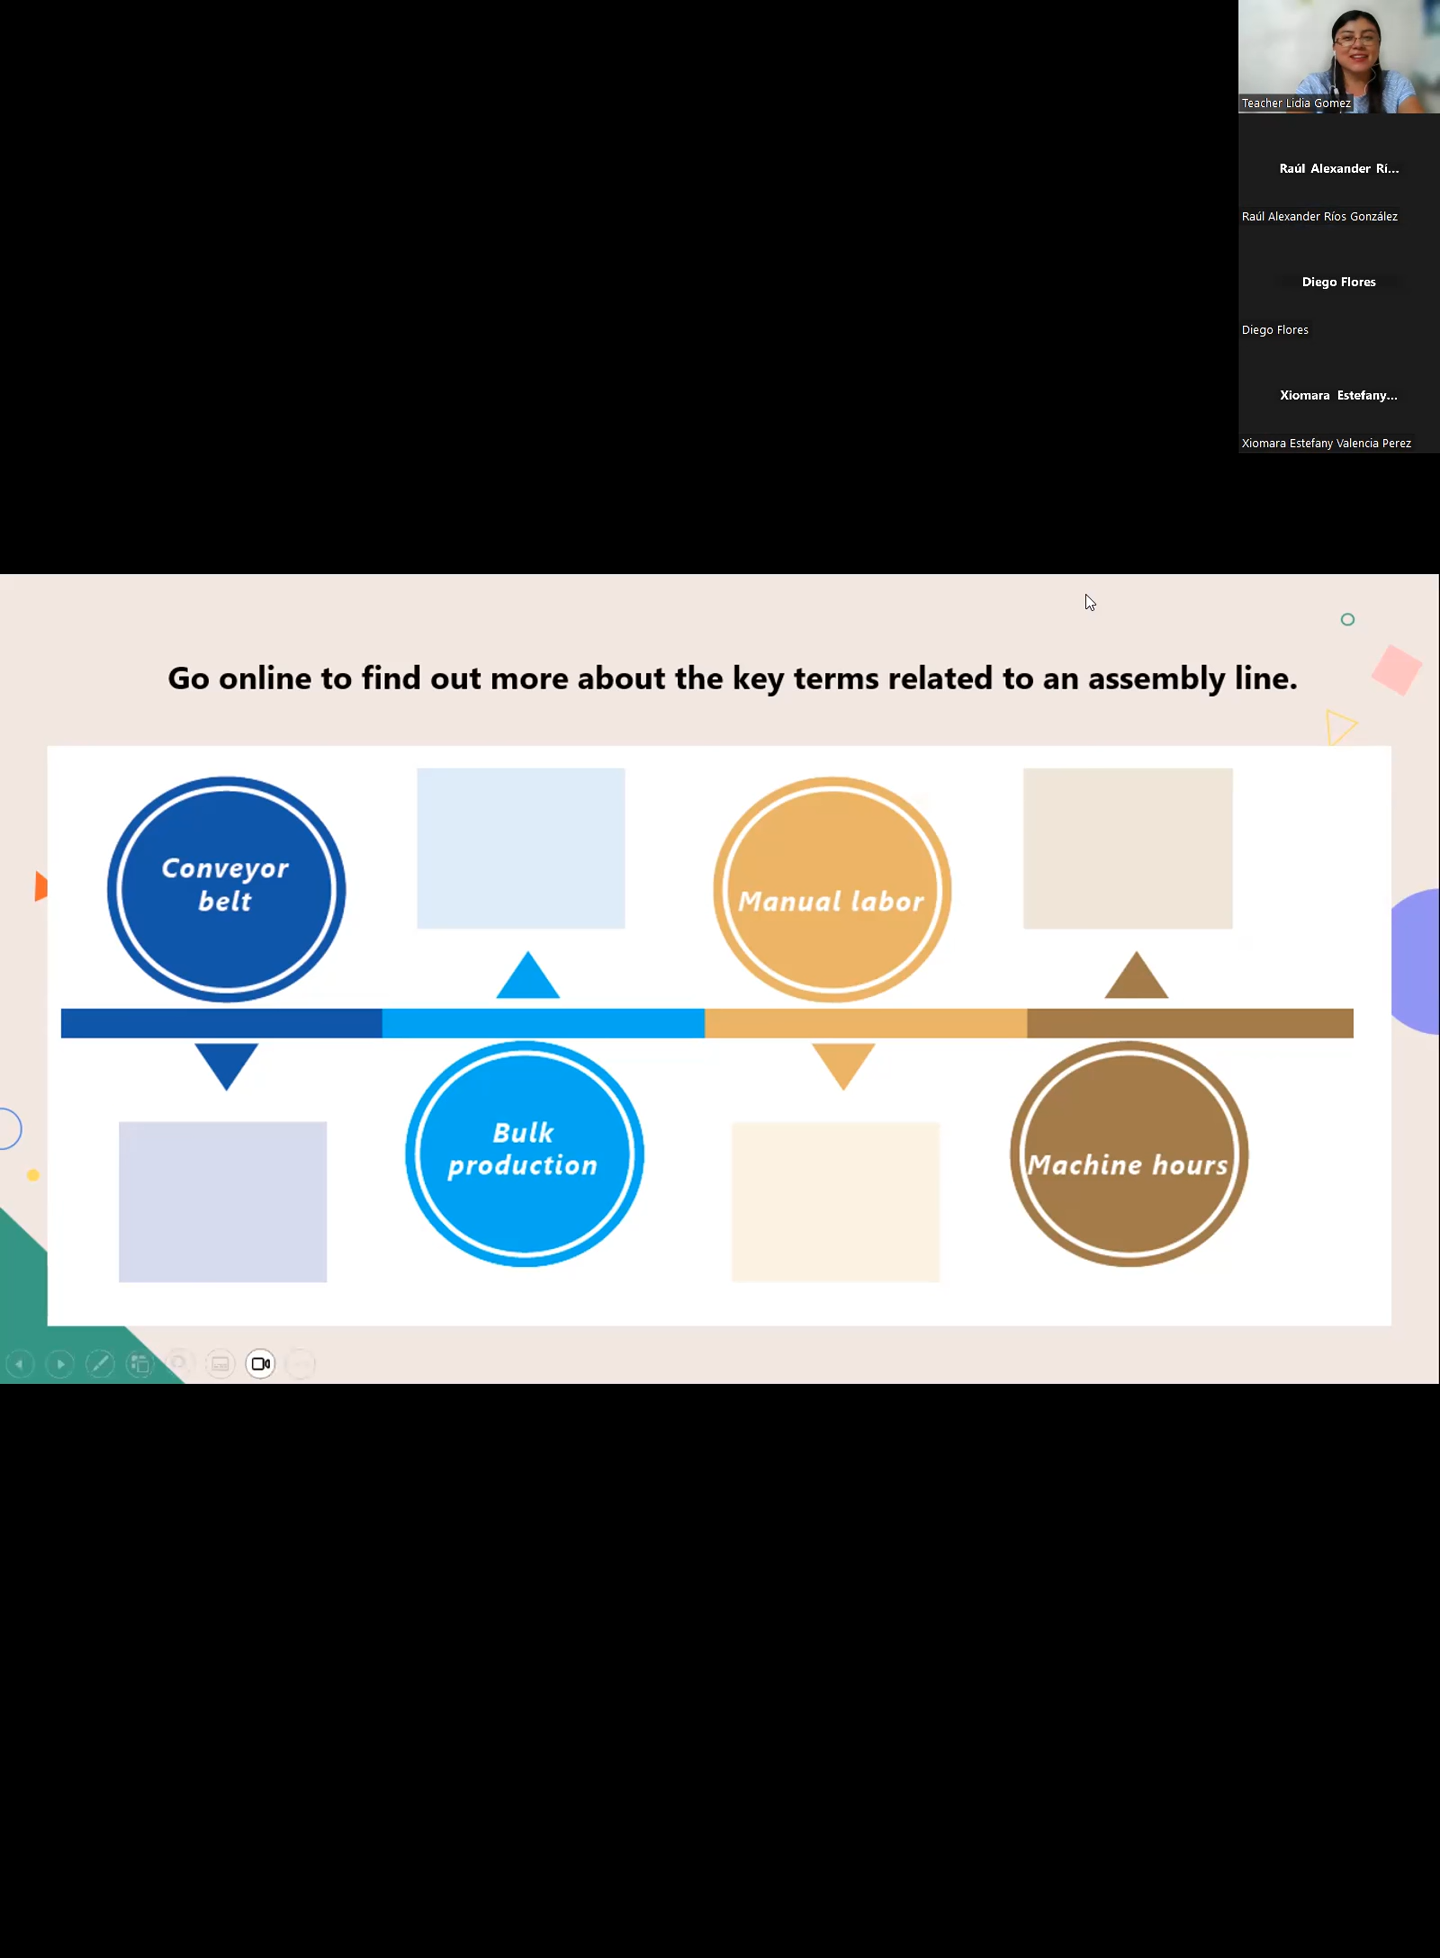 Teacher Lidia Gomez
Raúl Alexander Rí...
Raúl Alexander Ríos González
Diego Flores
Diego Flores
Xiomara Estefany...
Xiomara Estefany Valencia Perez
Go online to find out more about the key terms related to an assembly line.
Conveyor
belt
Manual labor
Bulk
production
Machine hours